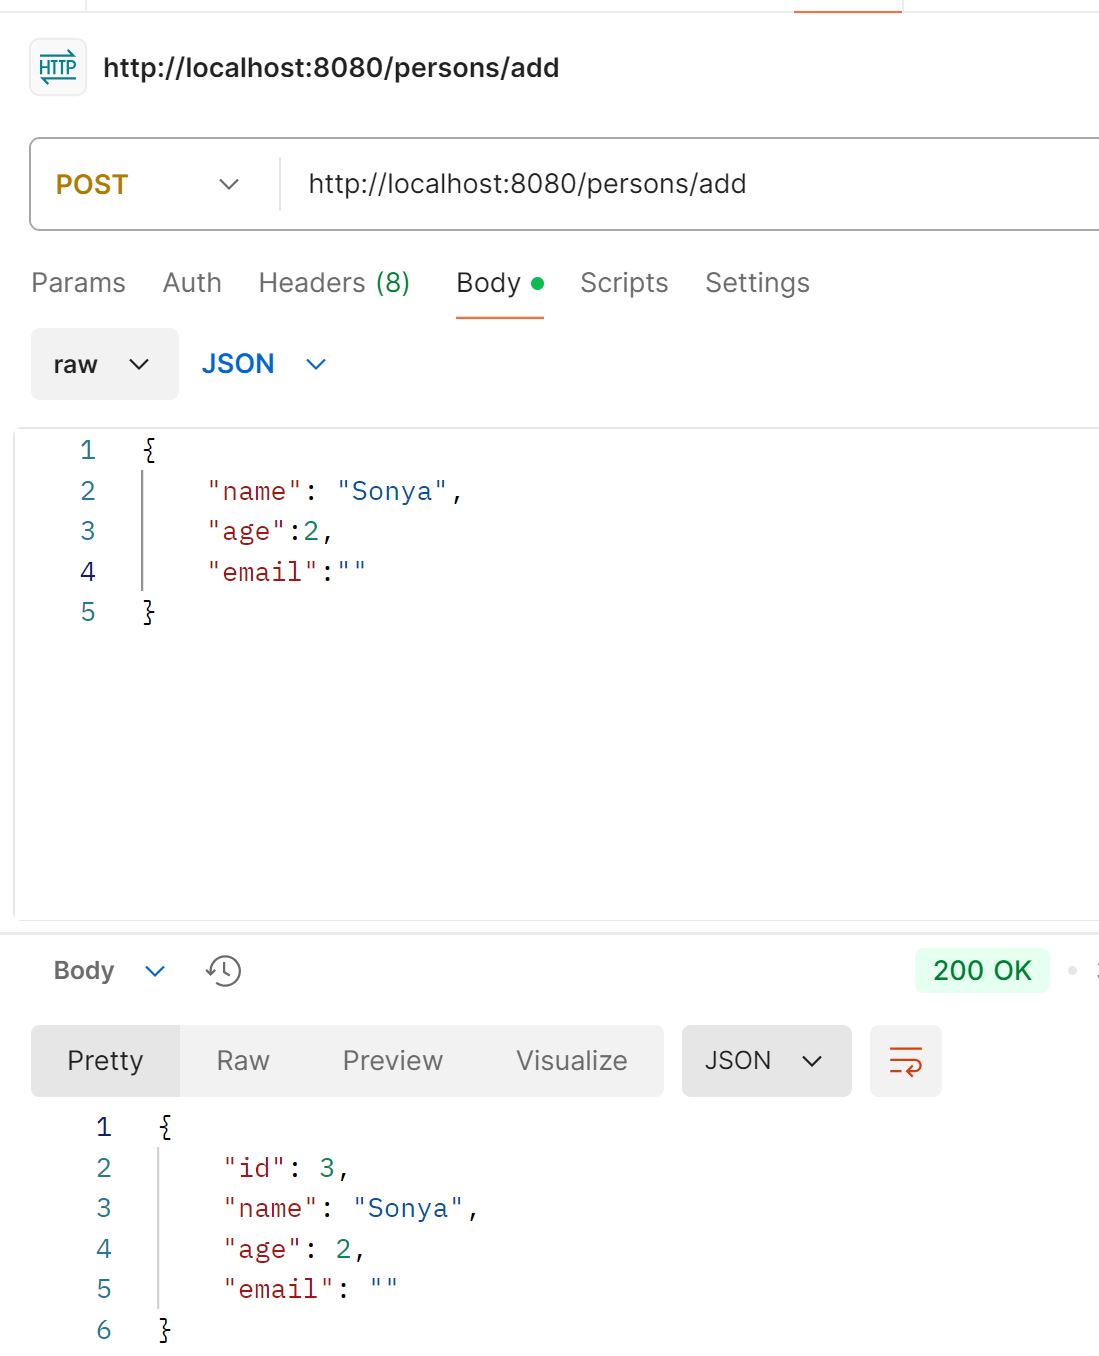 HTTP http://localhost:8080/persons/add
POST http://localhost:8080/persons/add
Params Auth Headers (8) Body Scripts Settings
raw JSON
1 {
2 "name": "Sonya",
3 "age":2,
4 "email":""
5 }
Body 200 OK
Pretty Raw Preview Visualize JSON
1 {
2 "id": 3,
3 "name": "Sonya",
4 "age": 2,
5 "email": ""
6 }